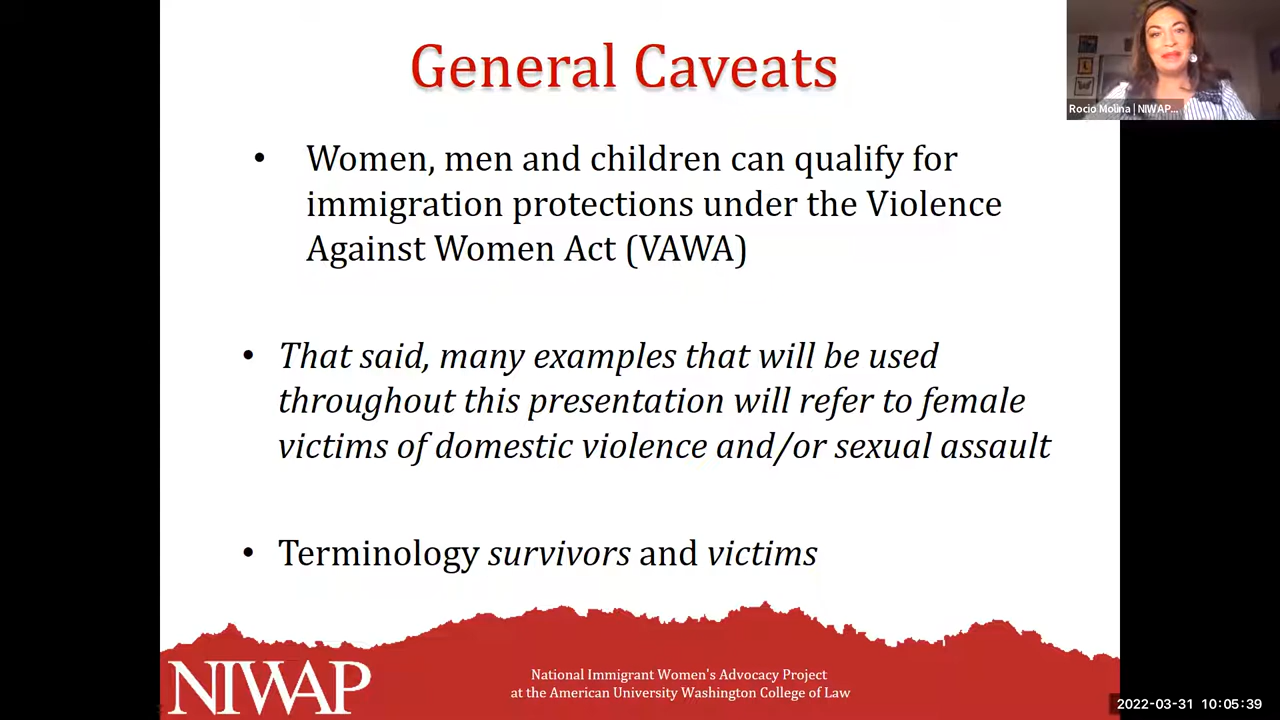 General Caveats
Rocio Molina | NIWAP...
• Women, men and children can qualify for
immigration protections under the Violence
Against Women Act (VAWA)
• That said, many examples that will be used
throughout this presentation will refer to female
victims of domestic violence and/or sexual assault
• Terminology survivors and victims
NIWAP
National Immigrant Women's Advocacy Project
at the American University Washington College of Law
2022-03-31 10:05:39